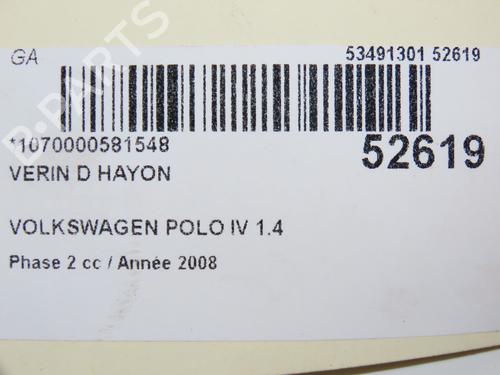 GA
53491301 52619
*1070000581548
52619
VERIN D HAYON
VOLKSWAGEN POLO IV 1.4
Phase 2 cc / Année 2008
B-PARTS